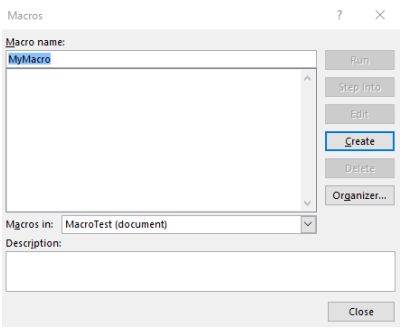 Macros ?
Macro name:
MyMacro
Run
Step Into
Edit
Create
Delete
Organizer...
Macros in: MacroTest (document)
Description:
Close